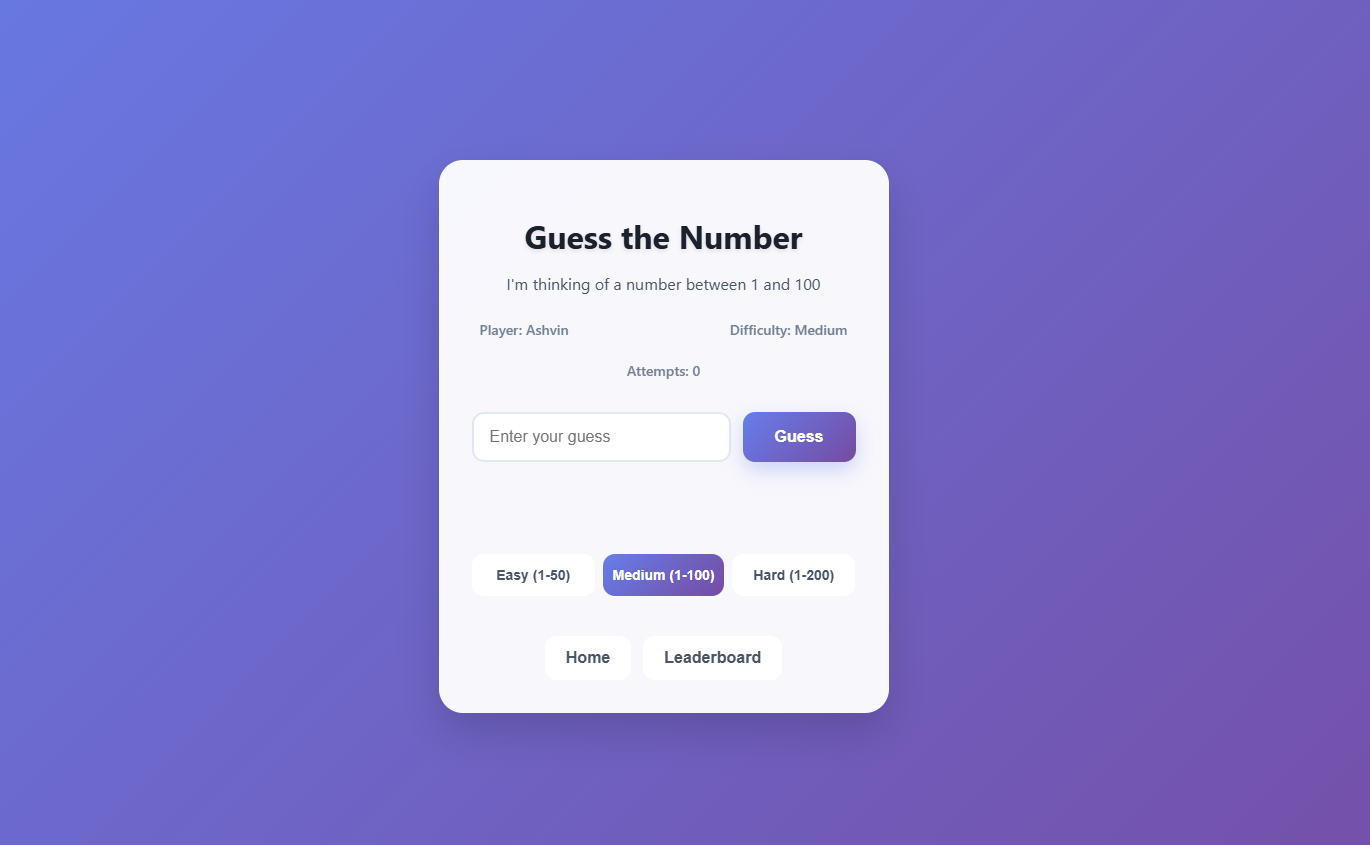 Guess the Number
I'm thinking of a number between 1 and 100
Player: Ashvin Difficulty: Medium
Attempts: 0
Enter your guess Guess
Easy (1-50) Medium (1-100) Hard (1-200)
Home Leaderboard